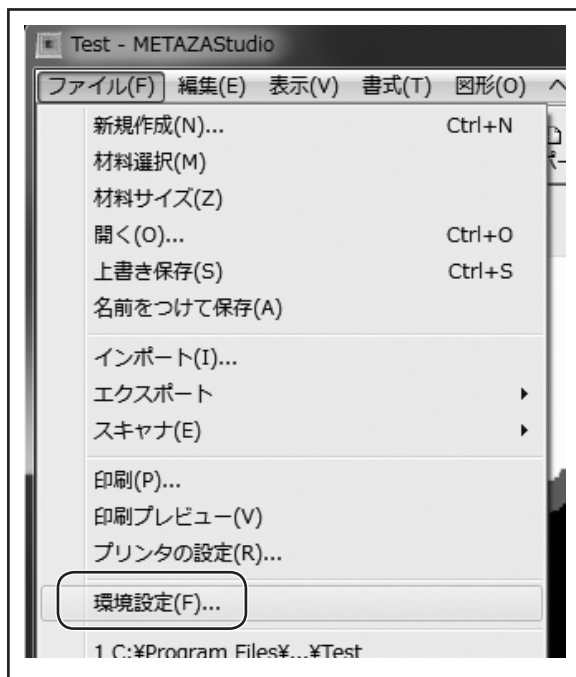 Test - METAZAStudio
ファイル(F) 編集(E) 表示(V) 書式(T) 図形(O) ヘ
新規作成(N)... Ctrl+N
材料選択(M)
材料サイズ(Z)
開く(O)... Ctrl+O
上書き保存(S) Ctrl+S
名前をつけて保存(A)
インポート(I)...
エクスポート
スキャナ(E)
印刷(P)...
印刷プレビュー(V)
プリンタの設定(R)...
環境設定(F)...
1 C:¥Program Files¥...¥Test